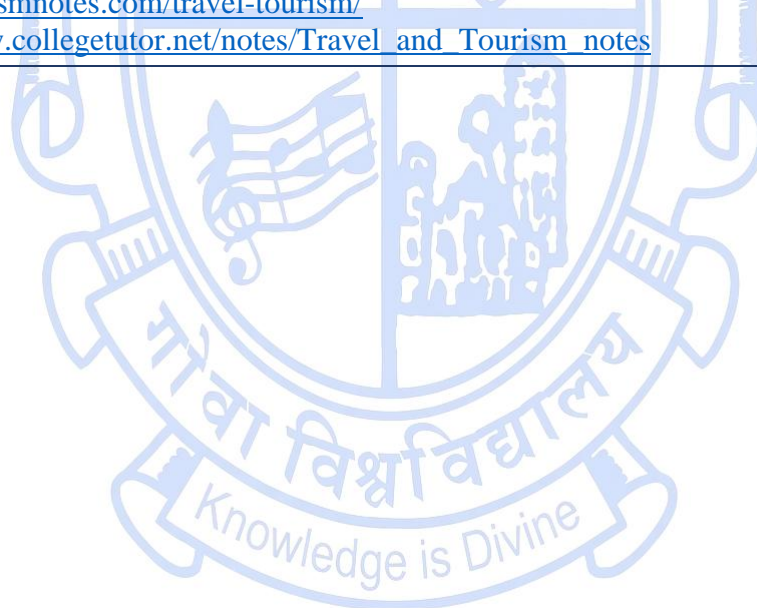 smnotes.com/travel-tourism/
.collegetutor.net/notes/Travel_and_Tourism_notes
गोंवा विश्वविद्यालय
Knowledge is Divine